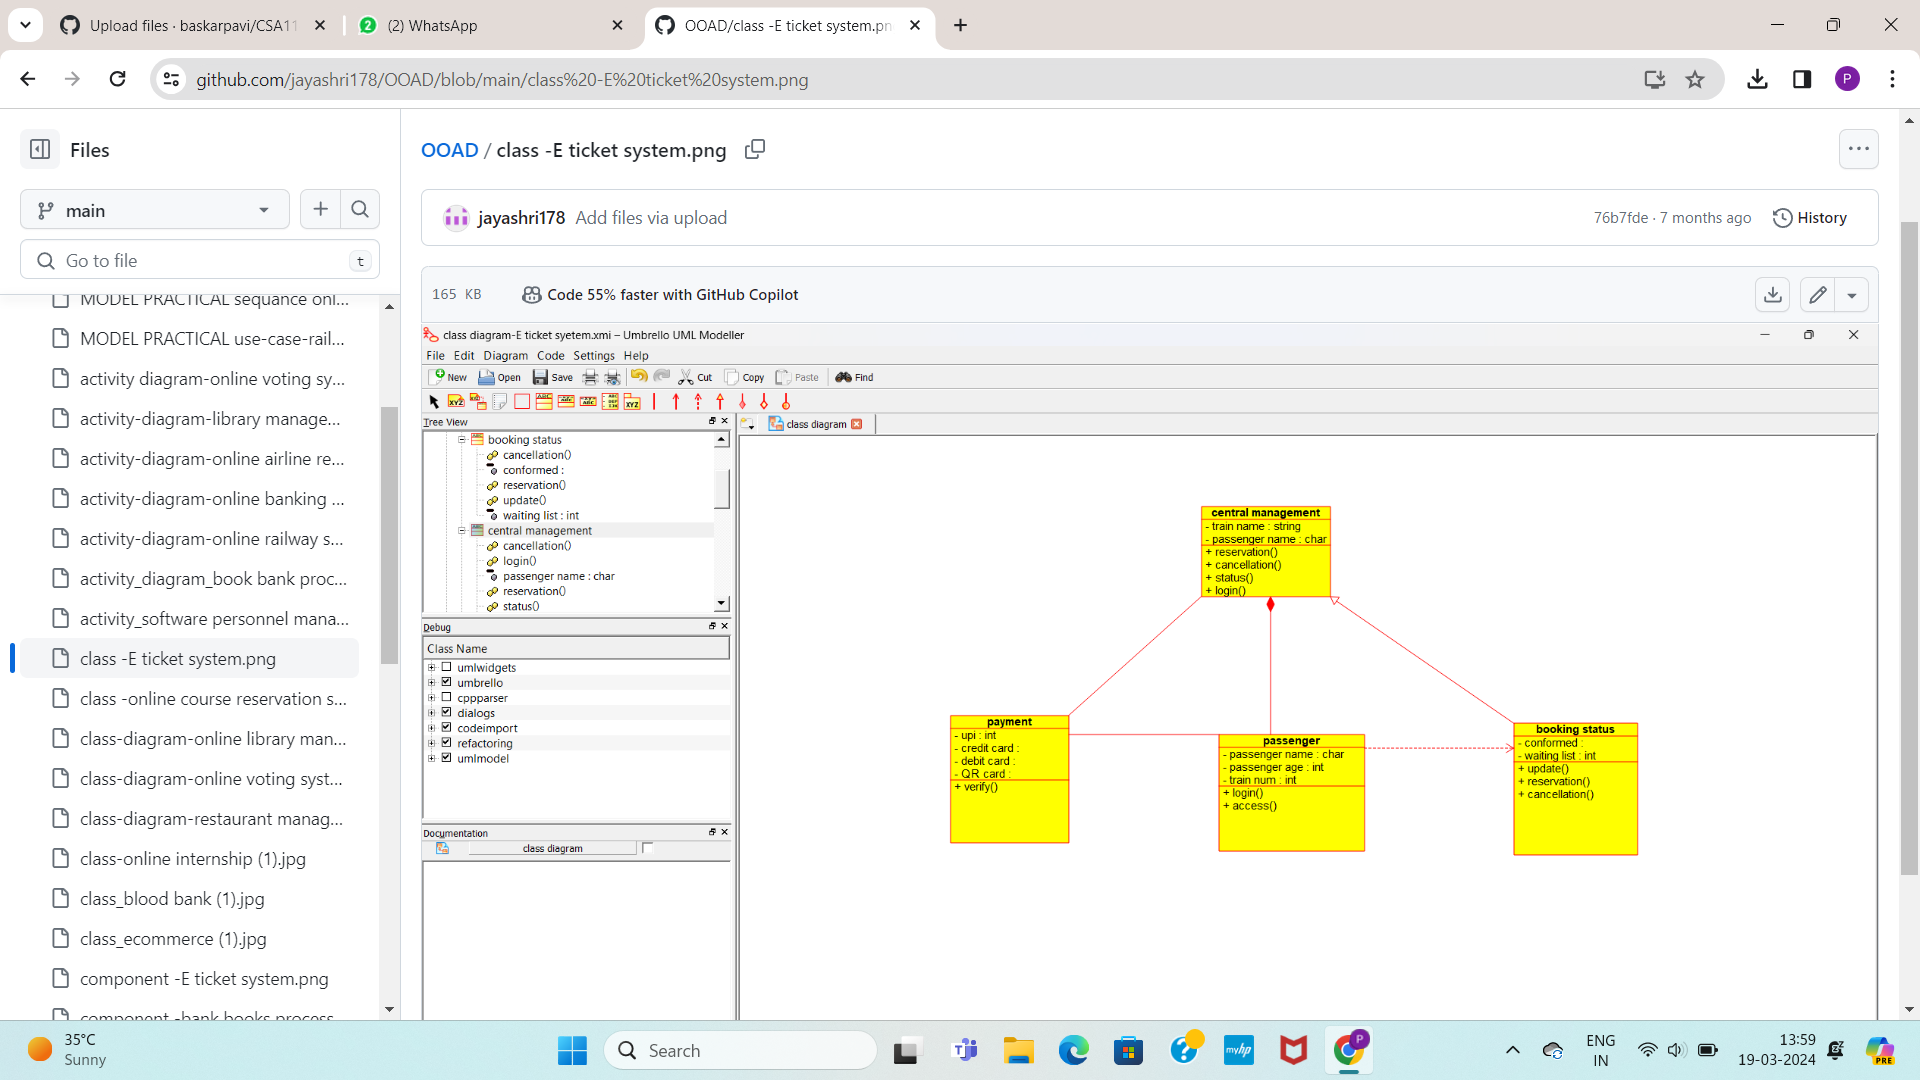 Upload files · baskarpavi/CSA11
(2) WhatsApp
OOAD/class -E ticket system.pn
github.com/jayashri178/OOAD/blob/main/class%20-E%20ticket%20system.png
P
Files
main
Go to file
t
MODEL PRACTICAL sequance onl...
MODEL PRACTICAL use-case-rail...
activity diagram-online voting sy...
activity-diagram-library manage...
activity-diagram-online airline re...
activity-diagram-online banking ...
activity-diagram-online railway s...
activity_diagram_book bank proc...
activity_software personnel mana...
class -E ticket system.png
class -online course reservation s...
class-diagram-online library man...
class-diagram-online voting syst...
class-diagram-restaurant manag...
class-online internship (1).jpg
class_blood bank (1).jpg
class_ecommerce (1).jpg
component -E ticket system.png
component -bank books process
OOAD / class -E ticket system.png
jayashri178 Add files via upload
76b7fde · 7 months ago
History
165 KB
Code 55% faster with GitHub Copilot
class diagram-E ticket syetem.xmi – Umbrello UML Modeller
File Edit Diagram Code Settings Help
New Open Save Cut Copy Paste Find
Tree View
booking status
cancellation()
conformed :
reservation()
update()
waiting list : int
central management
cancellation()
login()
passenger name : char
reservation()
status()
Debug
Class Name
umlwidgets
umbrello
cppparser
dialogs
codeimport
refactoring
umlmodel
Documentation
class diagram
class diagram
central management
- train name : string
- passenger name : char
+ reservation()
+ cancellation()
+ status()
+ login()
payment
- upi : int
- credit card :
- debit card :
- QR card :
+ verify()
passenger
- passenger name : char
- passenger age : int
- train num : int
+ login()
+ access()
booking status
- conformed :
- waiting list : int
+ update()
+ reservation()
+ cancellation()
35°C
Sunny
Search
myhp
P
ENG
IN
13:59
19-03-2024
PRE